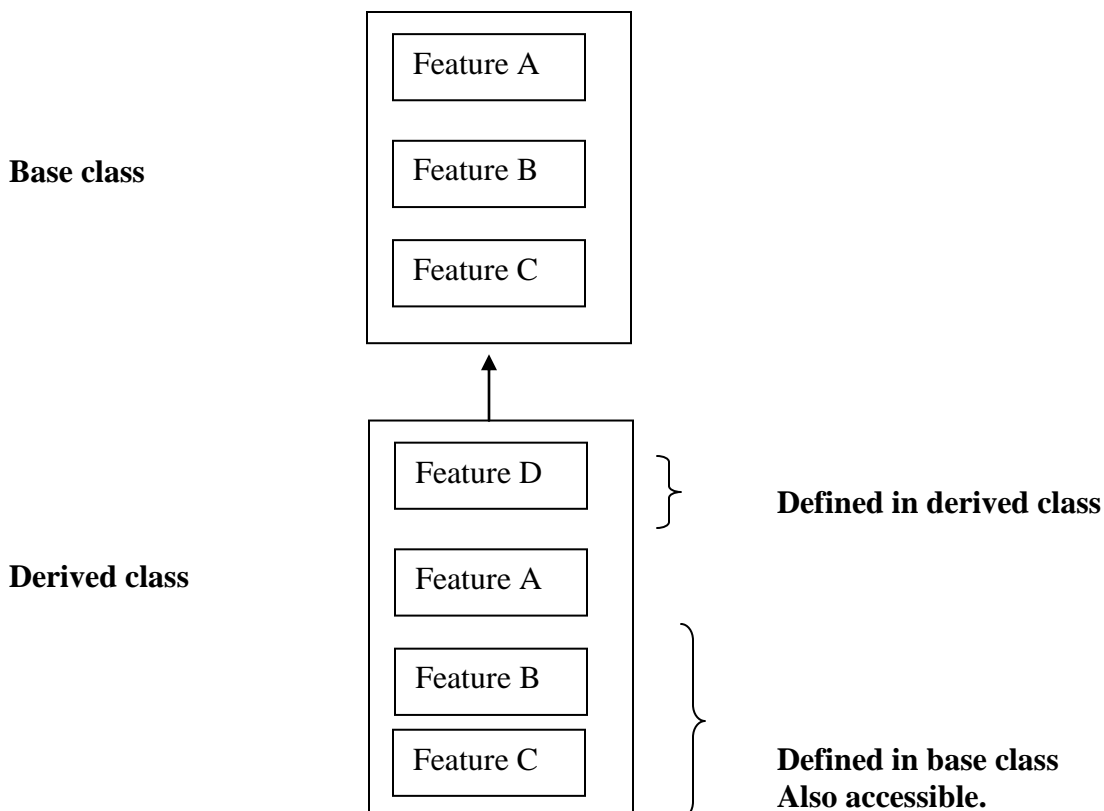 Feature A
Base class
Feature B
Feature C
Feature D
Defined in derived class
Derived class
Feature A
Feature B
Feature C
Defined in base class
Also accessible.